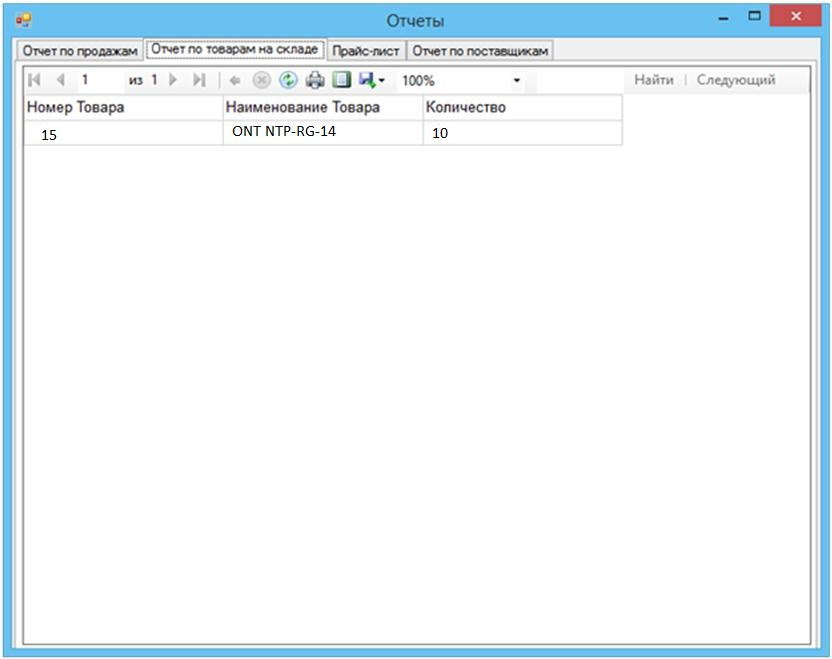 Отчеты
Отчет по продажам Отчет по товарам на складе Прайс-лист Отчет по поставщикам
1 из 1 100% Найти Следующий
Номер Товара Наименование Товара Количество
15 ONT NTP-RG-14 10